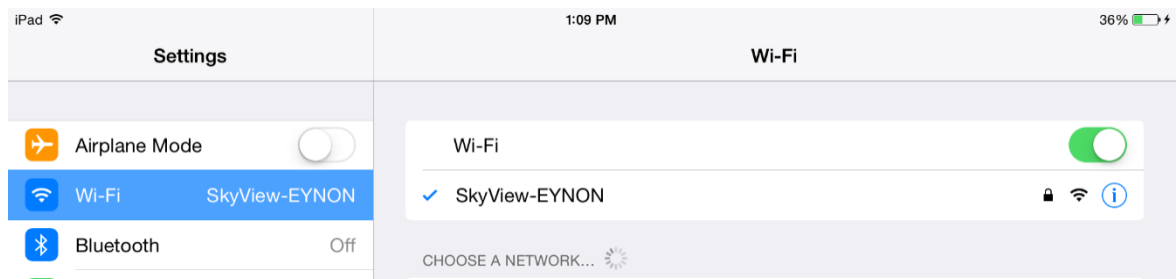 iPad 1:09 PM 36%
Settings Wi-Fi
Airplane Mode
Wi-Fi SkyView-EYNON
Bluetooth Off
Wi-Fi
SkyView-EYNON
CHOOSE A NETWORK...